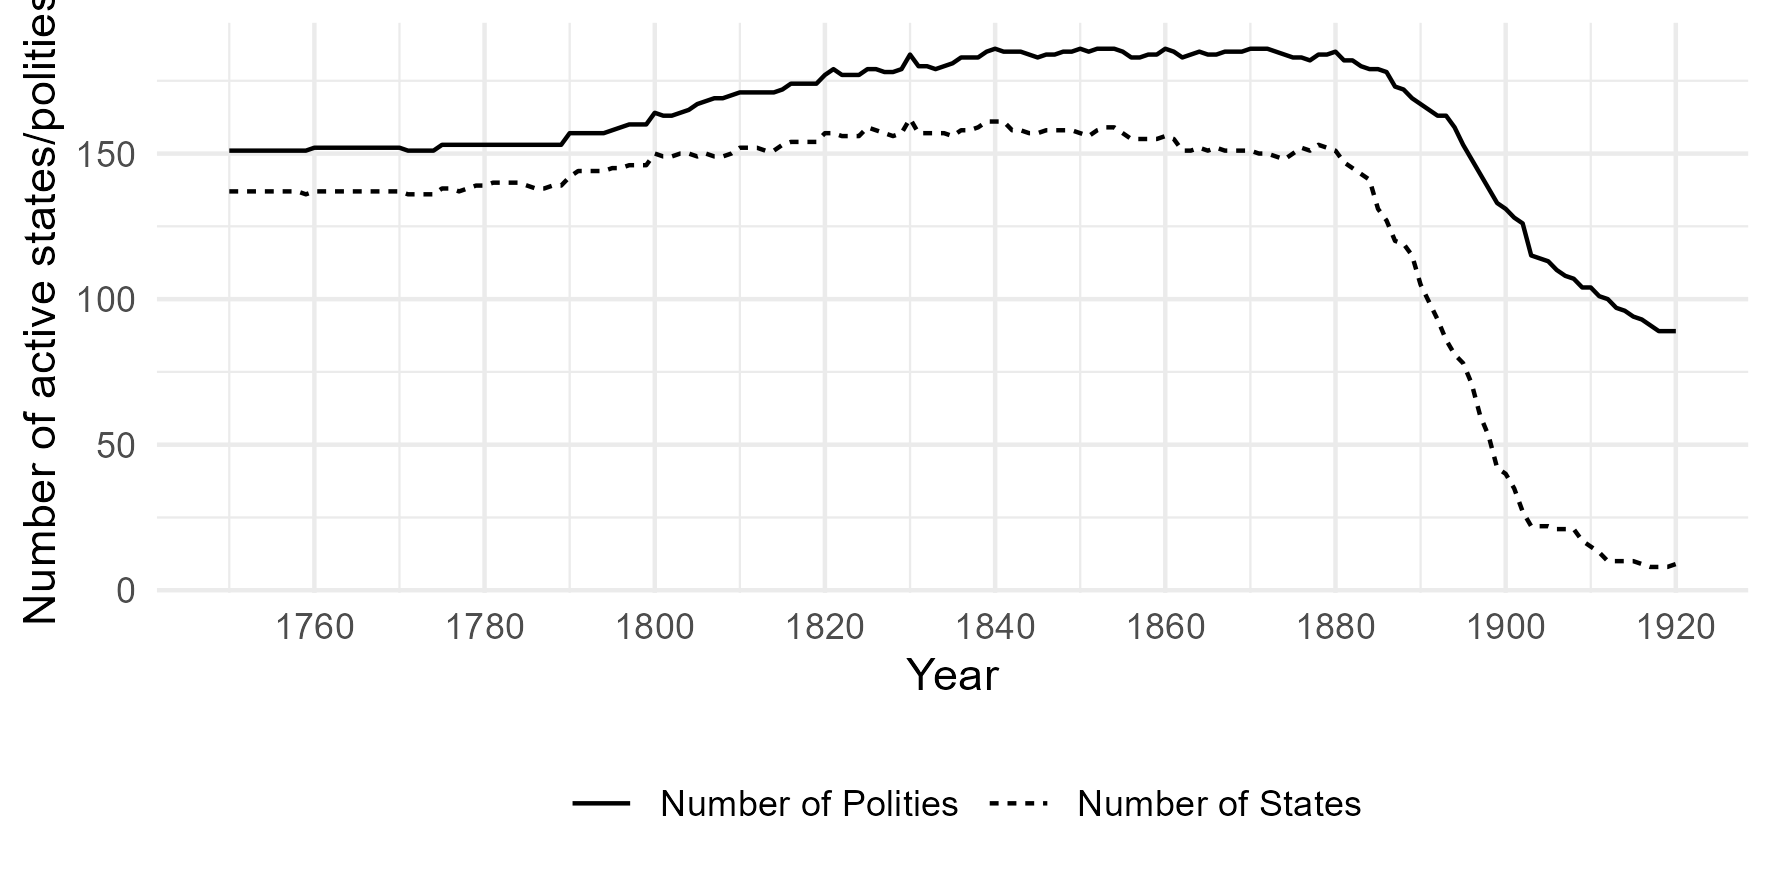 Number of active states/polities
150
100
50
0
1760 1780 1800 1820 1840 1860 1880 1900 1920
Year
Number of Polities Number of States